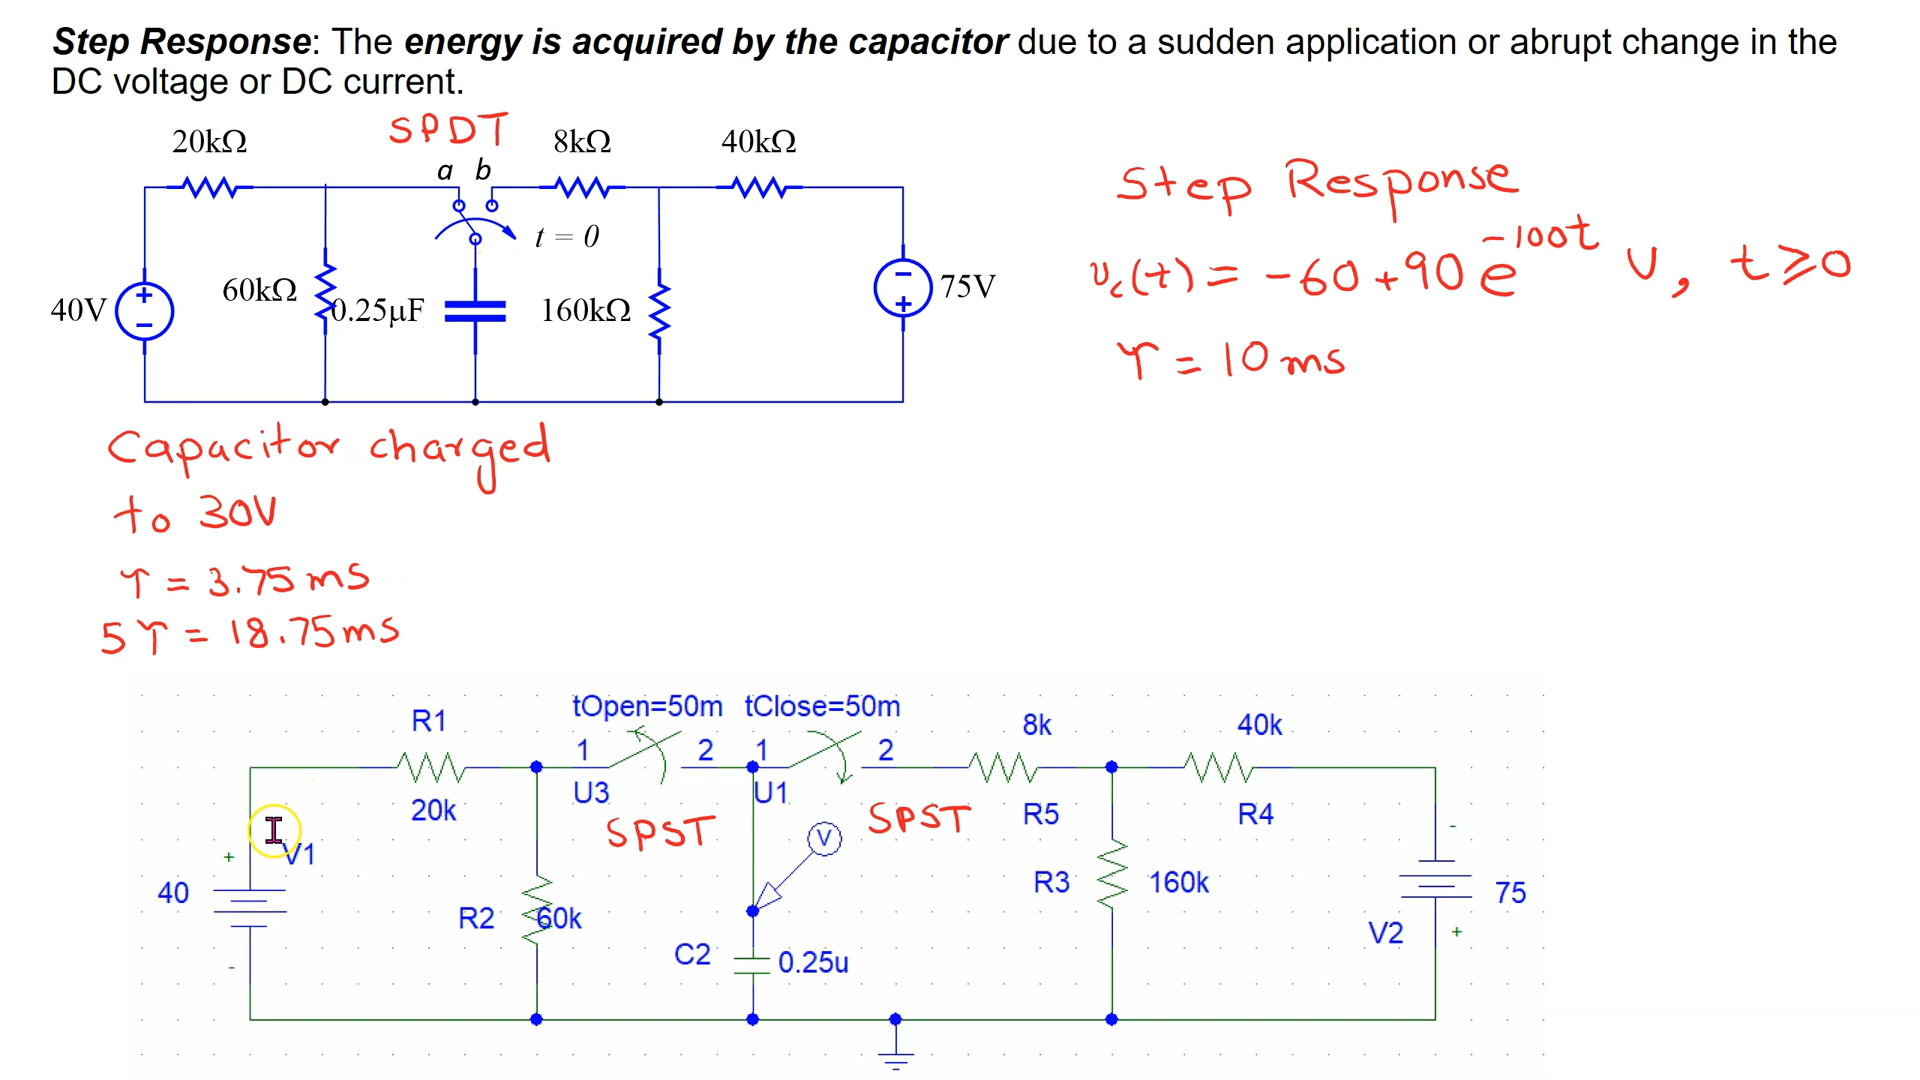 Step Response: The energy is acquired by the capacitor due to a sudden application or abrupt change in the
DC voltage or DC current.
SPDT
20kΩ
a b
8kΩ
40kΩ
t = 0
40V
+
−
60kΩ
0.25μF
160kΩ
−
+
75V
Step Response
v_c(t) = -60 + 90 e^{-100t} V, t ≥ 0
τ = 10 ms
Capacitor charged
to 30V
τ = 3.75 ms
5τ = 18.75 ms
tOpen=50m tClose=50m
R1
20k
1 2
U3
SPST
1 2
U1
SPST
8k
R5
40k
R4
V
+
V1
40
-
R2 60k
C2 0.25u
R3 160k
-
V2
75
+